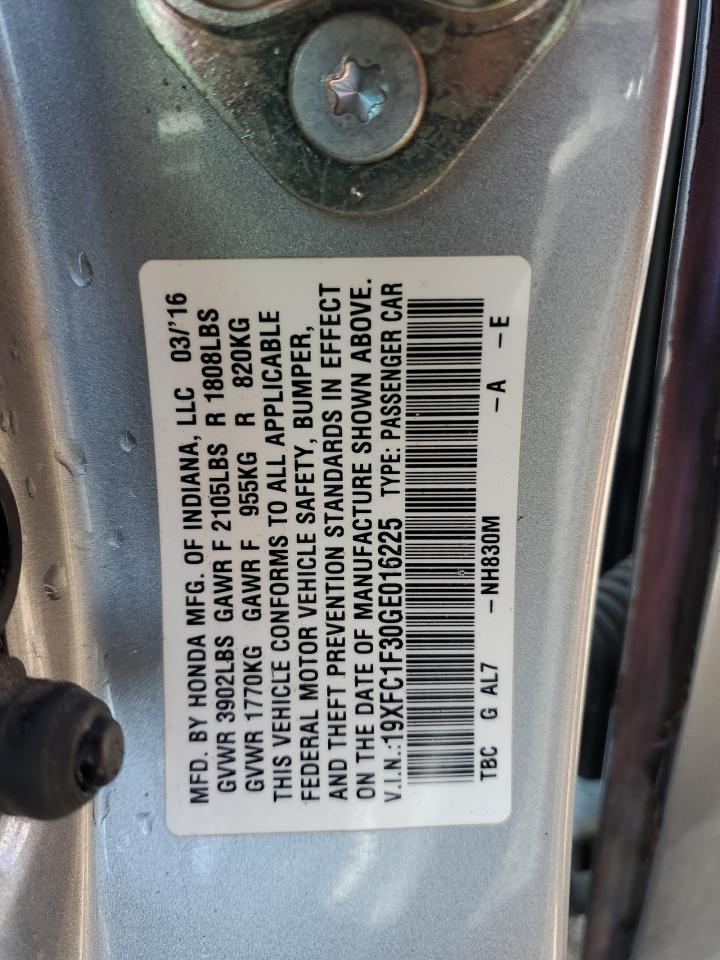 MFD. BY HONDA MFG. OF INDIANA, LLC 03/'16
GVWR 3902LBS GAWR F 2105LBS R 1808LBS
GVWR 1770KG GAWR F 955KG R 820KG
THIS VEHICLE CONFORMS TO ALL APPLICABLE
FEDERAL MOTOR VEHICLE SAFETY, BUMPER,
AND THEFT PREVENTION STANDARDS IN EFFECT
ON THE DATE OF MANUFACTURE SHOWN ABOVE.
V.I.N.:19XFC1F30GE016225 TYPE: PASSENGER CAR
TBC G AL7 -NH830M -A -E